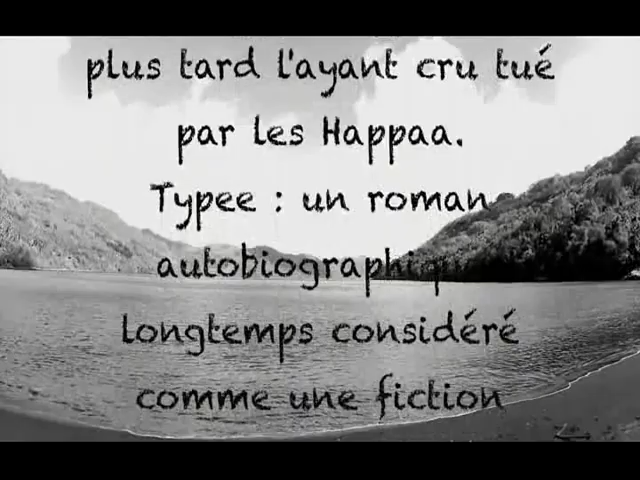 plus tard l'ayant cru tué
par les Happaa.
Typee : un roman
autobiographiqu
longtemps considéré
comme une fiction